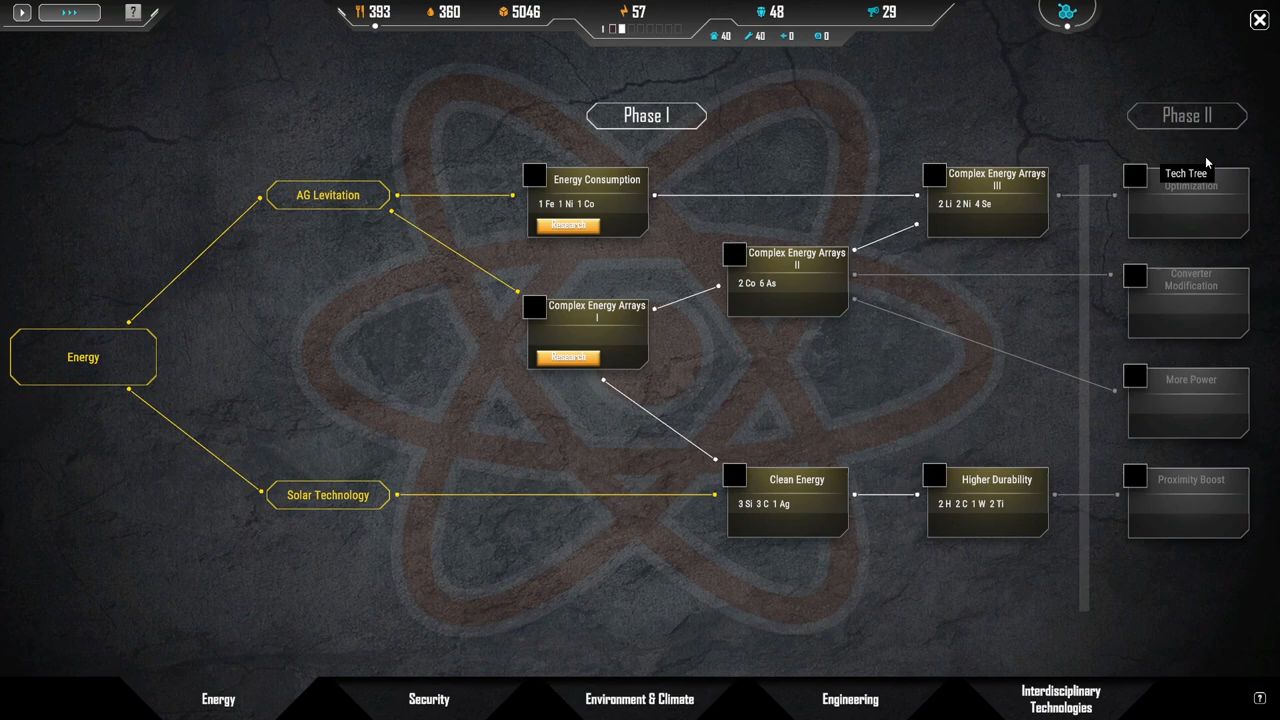 393
360
5046
57
48
29
?
I
40
40
0
0
Phase I
Phase II
Energy
AG Levitation
Solar Technology
Energy Consumption
1 Fe 1 Ni 1 Co
Research
Complex Energy Arrays
I
Research
Complex Energy Arrays
II
2 Co 6 As
Clean Energy
3 Si 3 C 1 Ag
Complex Energy Arrays
III
2 Li 2 Ni 4 Se
Higher Durability
2 H 2 C 1 W 2 Ti
Tech Tree
Optimization
Converter
Modification
More Power
Proximity Boost
Energy
Security
Environment & Climate
Engineering
Interdisciplinary
Technologies
?